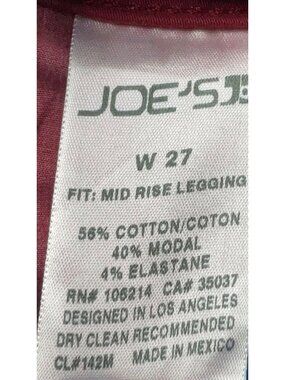 JOE'S
W 27
FIT: MID RISE LEGGING
56% COTTON/COTON
40% MODAL
4% ELASTANE
RN# 106214 CA# 35037
DESIGNED IN LOS ANGELES
DRY CLEAN RECOMMENDED
CL#142M MADE IN MEXICO